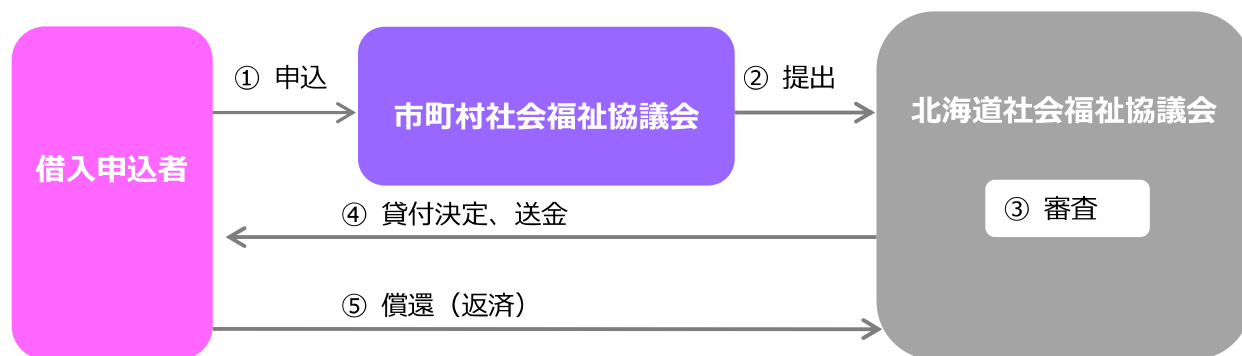 ① 申込
② 提出
市町村社会福祉協議会
北海道社会福祉協議会
借入申込者
③ 審査
④ 貸付決定、送金
⑤ 償還（返済）